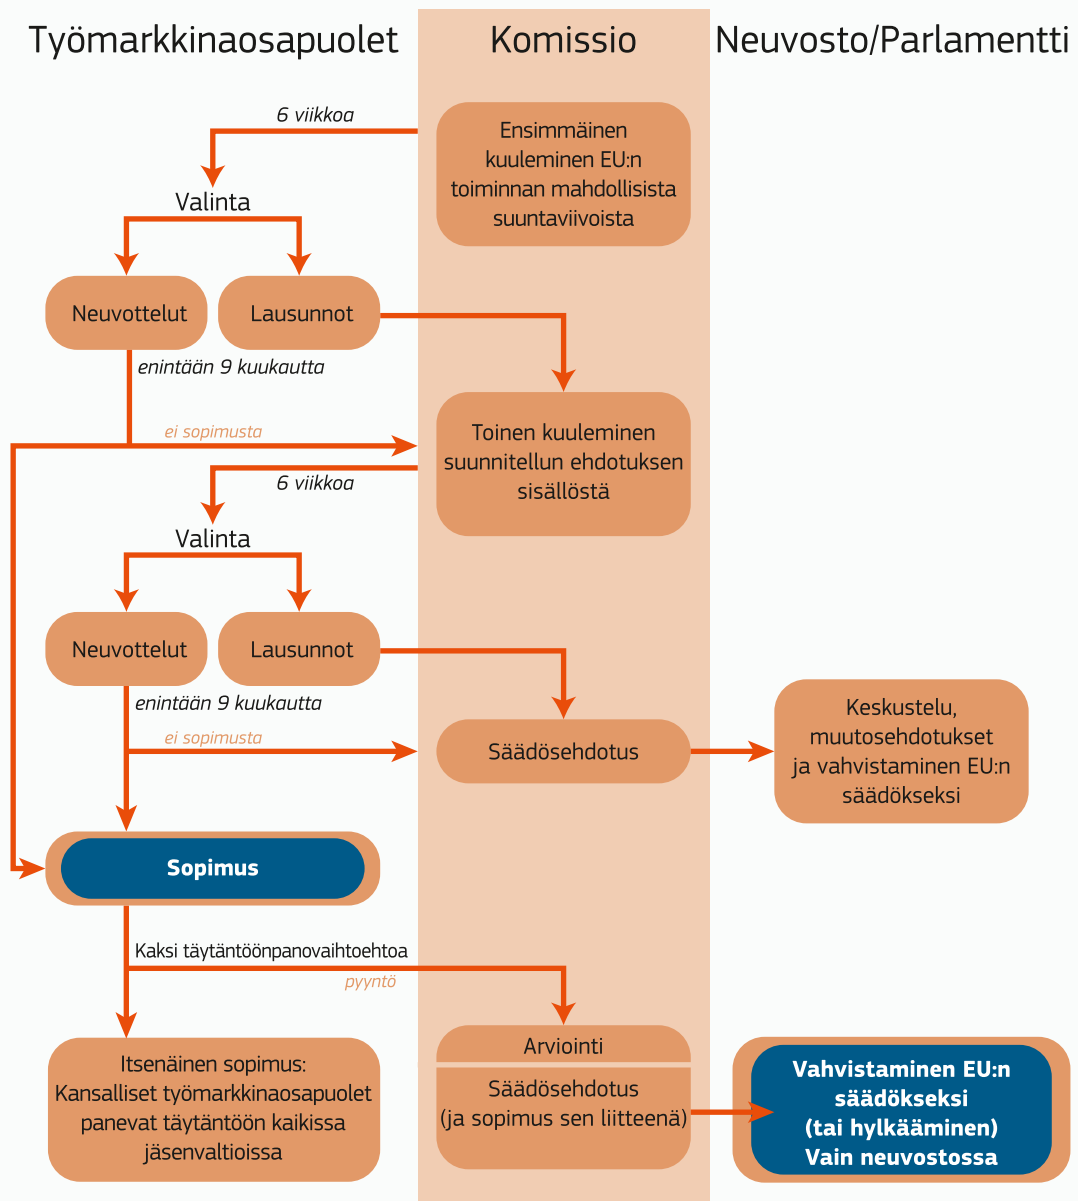 Työmarkkinaosapuolet
Komissio
Neuvosto/Parlamentti
6 viikkoa
Ensimmäinen
kuuleminen EU:n
toiminnan mahdollisista
suuntaviivoista
Valinta
Neuvottelut
Lausunnot
enintään 9 kuukautta
ei sopimusta
Toinen kuuleminen
suunnitellun ehdotuksen
sisällöstä
6 viikkoa
Valinta
Neuvottelut
Lausunnot
enintään 9 kuukautta
ei sopimusta
Säädösehdotus
Keskustelu,
muutosehdotukset
ja vahvistaminen EU:n
säädökseksi
Sopimus
Kaksi täytäntöönpanovaihtoehtoa
pyyntö
Itsenäinen sopimus:
Kansalliset työmarkkinaosapuolet
panevat täytäntöön kaikissa
jäsenvaltioissa
Arviointi
Säädösehdotus
(ja sopimus sen liitteenä)
Vahvistaminen EU:n
säädökseksi
(tai hylkääminen)
Vain neuvostossa